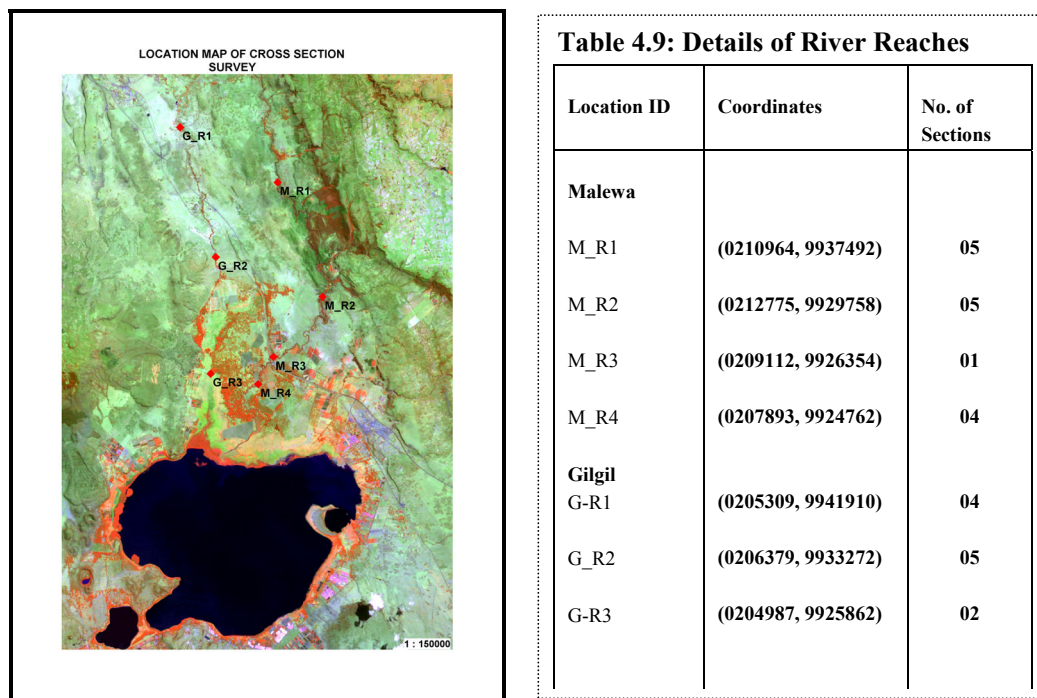 LOCATION MAP OF CROSS SECTION
SURVEY
G_R1
M_R1
G_R2
M_R2
M_R3
G_R3
M_R4
1 : 150000
Table 4.9: Details of River Reaches
Location ID Coordinates No. of
Sections
Malewa
M_R1 (0210964, 9937492) 05
M_R2 (0212775, 9929758) 05
M_R3 (0209112, 9926354) 01
M_R4 (0207893, 9924762) 04
Gilgil
G-R1 (0205309, 9941910) 04
G_R2 (0206379, 9933272) 05
G-R3 (0204987, 9925862) 02